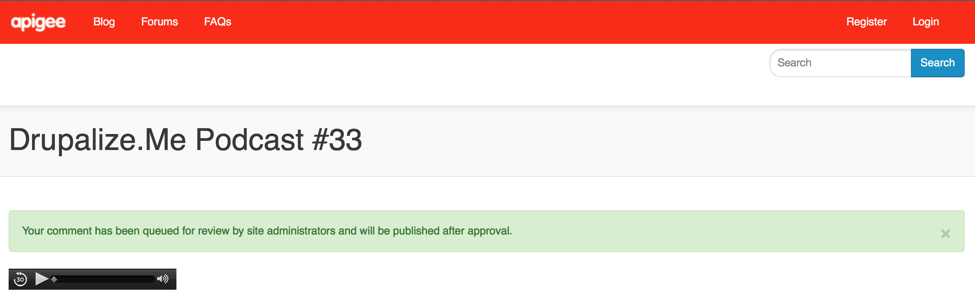 apigee Blog Forums FAQs Register Login
Search Search
Drupalize.Me Podcast #33
Your comment has been queued for review by site administrators and will be published after approval. ×
30